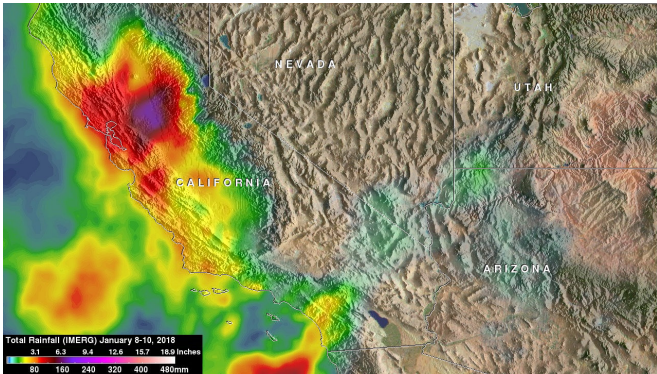 NEVADA
UTAH
CALIFORNIA
ARIZONA
Total Rainfall (IMERG) January 8-10, 2018
3.1 6.3 9.4 12.6 15.7 18.9 Inches
80 160 240 320 400 480mm